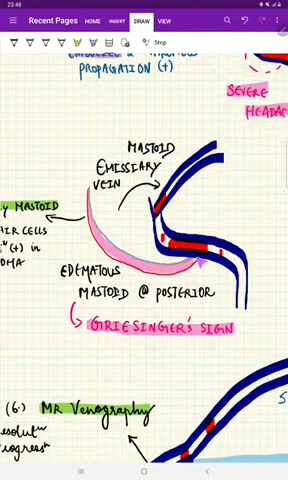 23:48
Recent Pages HOME INSERT DRAW VIEW
Stop
PROPAGATION (+)
SEVERE
HEADAC
MASTOID
EMISSIARY
VEIN
MASTOID
AIR CELLS
(+) in
OMA
EDEMATOUS
MASTOID @ POSTERIOR
GRIESINGER'S SIGN
(6.) MR Venography